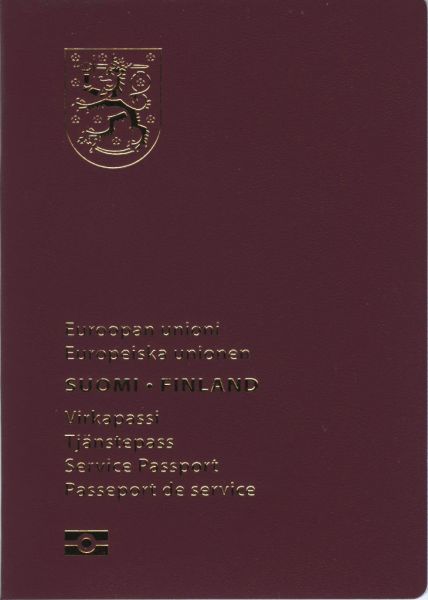 Euroopan unioni
Europeiska unionen
SUOMI • FINLAND
Virkapassi
Tjänstepass
Service Passport
Passeport de service